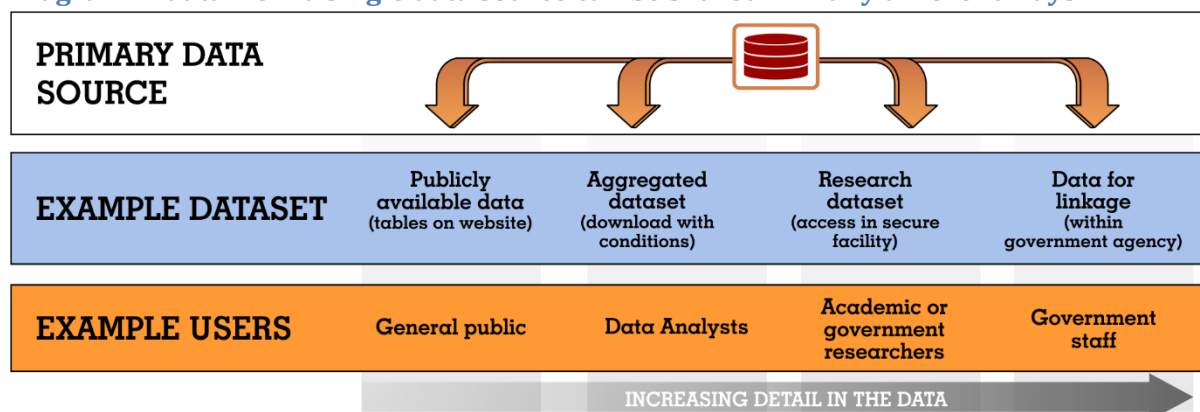 PRIMARY DATA
SOURCE
EXAMPLE DATASET
Publicly
available data
(tables on website)
Aggregated
dataset
(download with
conditions)
Research
dataset
(access in secure
facility)
Data for
linkage
(within
government agency)
EXAMPLE USERS
General public
Data Analysts
Academic or
government
researchers
Government
staff
INCREASING DETAIL IN THE DATA